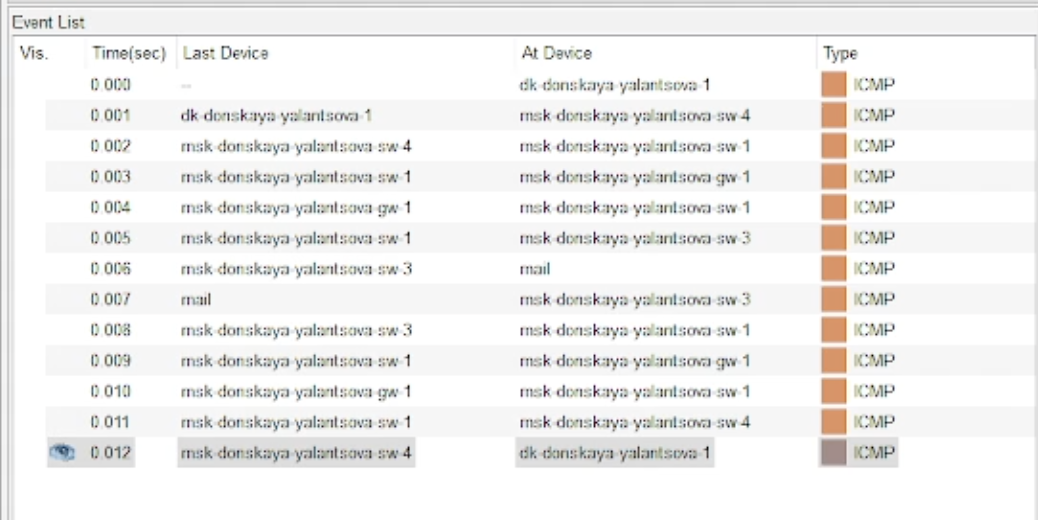 Event List
Vis. Time(sec) Last Device At Device Type
0.000 -- dk-donskaya-yalantsova-1 ICMP
0.001 dk-donskaya-yalantsova-1 msk-donskaya-yalantsova-sw-4 ICMP
0.002 msk-donskaya-yalantsova-sw-4 msk-donskaya-yalantsova-sw-1 ICMP
0.003 msk-donskaya-yalantsova-sw-1 msk-donskaya-yalantsova-gw-1 ICMP
0.004 msk-donskaya-yalantsova-gw-1 msk-donskaya-yalantsova-sw-1 ICMP
0.005 msk-donskaya-yalantsova-sw-1 msk-donskaya-yalantsova-sw-3 ICMP
0.006 msk-donskaya-yalantsova-sw-3 mail ICMP
0.007 mail msk-donskaya-yalantsova-sw-3 ICMP
0.008 msk-donskaya-yalantsova-sw-3 msk-donskaya-yalantsova-sw-1 ICMP
0.009 msk-donskaya-yalantsova-sw-1 msk-donskaya-yalantsova-gw-1 ICMP
0.010 msk-donskaya-yalantsova-gw-1 msk-donskaya-yalantsova-sw-1 ICMP
0.011 msk-donskaya-yalantsova-sw-1 msk-donskaya-yalantsova-sw-4 ICMP
0.012 msk-donskaya-yalantsova-sw-4 dk-donskaya-yalantsova-1 ICMP